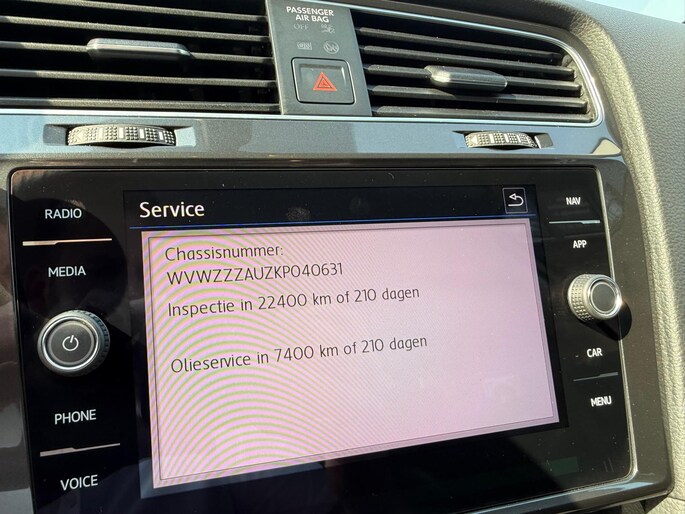 PASSENGER
AIR BAG
OFF
Service
RADIO
MEDIA
PHONE
VOICE
Chassisnummer:
WVWZZZAUZKP040631
Inspectie in 22400 km of 210 dagen
Olieservice in 7400 km of 210 dagen
NAV
APP
CAR
MENU